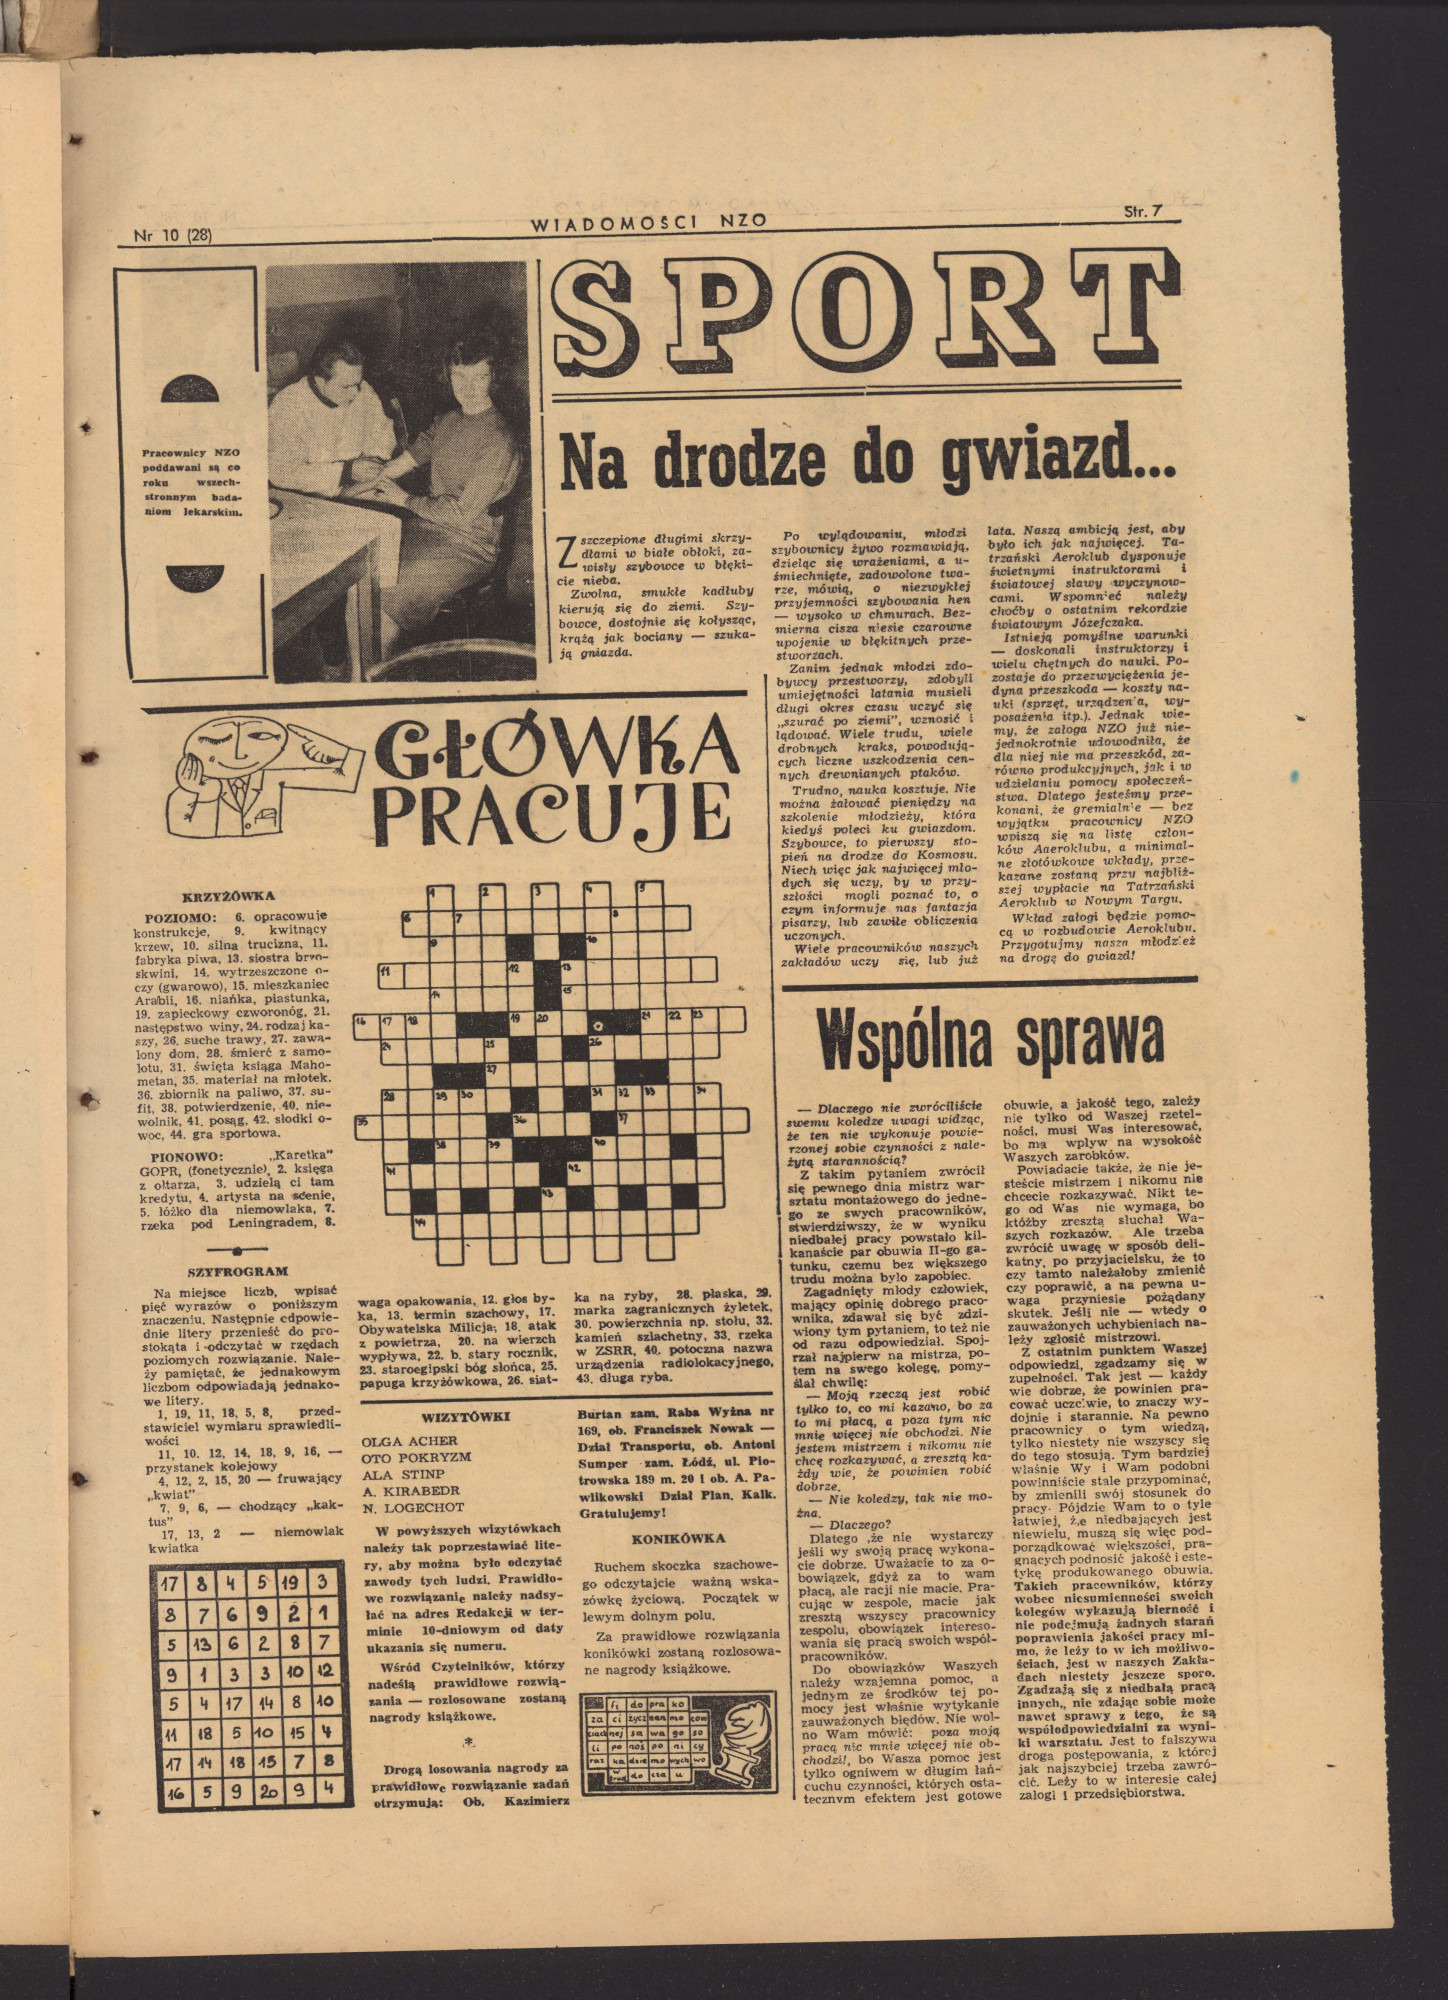 Nr 10 (28)
WIADOMOŚCI NZO
Str. 7
Pracownicy NZO
poddawani są co
roku wszech-
stronnym bada-
niom lekarskim.
SPORT
Na drodze do gwiazd...
Zszczepione długimi skrzy-
dłami w białe obłoki, za-
wisły szybowce w błęki-
cie nieba.
Zwolna, smukłe kadłuby
kierują się do ziemi. Szy-
bowce, dostojnie się kołysząc,
krążą jak bociany — szuka-
ją gniazda.
Po wylądowaniu, młodzi
szybownicy żywo rozmawiają,
dzieląc się wrażeniami, a u-
śmiechnięte, zadowolone twa-
rze, mówią, o niezwykłej
przyjemności szybowania hen
— wysoko w chmurach. Bez-
mierna cisza niesie czarowne
upojenie w błękitnych prze-
stworzach.
Zanim jednak młodzi zdo-
bywcy przestworzy, zdobyli
umiejętności latania musieli
długi okres czasu uczyć się
„szurać po ziemi”, wznosić i
lądować. Wiele trudu, wiele
drobnych kraks, powodują-
cych liczne uszkodzenia cen-
nych drewnianych ptaków.
Trudno, nauka kosztuje. Nie
można żałować pieniędzy na
szkolenie młodzieży, która
kiedyś poleci ku gwiazdom.
Szybowce, to pierwszy sto-
pień na drodze do Kosmosu.
Niech więc jak najwięcej mło-
dych się uczy, by w przy-
szłości mogli poznać to, o
czym informuje nas fantazja
pisarzy, lub zawiłe obliczenia
uczonych.
Wiele pracowników naszych
zakładów uczy się, lub już
lata. Naszą ambicją jest, aby
było ich jak najwięcej. Ta-
trzański Aeroklub dysponuje
świetnymi instruktorami i
światowej sławy wyczynow-
cami. Wspomnieć należy
choćby o ostatnim rekordzie
światowym Józefczaka.
Istnieją pomyślne warunki
— doskonali instruktorzy i
wielu chętnych do nauki. Po-
zostaje do przezwyciężenia je-
dyna przeszkoda — koszty na-
uki (sprzęt, urządzenia, wy-
posażenia itp.). Jednak wie-
my, że załoga NZO już nie-
jednokrotnie udowodniła, że
dla niej nie ma przeszkód, za-
równo produkcyjnych, jak i w
udzielaniu pomocy społeczeń-
stwa. Dlatego jesteśmy prze-
konani, że gremialnie — bez
wyjątku pracownicy NZO
wpiszą się na listę człon-
ków Aaeroklubu, a minimal-
ne złotówkowe wkłady, prze-
kazane zostaną przy najbliż-
szej wypłacie na Tatrzański
Aeroklub w Nowym Targu.
Wkład załogi będzie pomo-
cą w rozbudowie Aeroklubu.
Przygotujmy nasza młodzież
na drogę do gwiazd!
GŁÓWKA
PRACUJE
KRZYŻÓWKA
POZIOMO: 6. opracowuje
konstrukcje, 9. kwitnący
krzew, 10. silna trucizna, 11.
fabryka piwa, 13. siostra brzo-
skwini, 14. wytrzeszczone o-
czy (gwarowo), 15. mieszkaniec
Arabii, 16. niańka, piastunka,
19. zapieckowy czworonóg, 21.
następstwo winy, 24. rodzaj ka-
szy, 26. suche trawy, 27. zawa-
lony dom, 28. śmierć z samo-
lotu, 31. święta księga Maho-
metan, 35. materiał na młotek.
36. zbiornik na paliwo, 37. su-
fit, 38. potwierdzenie, 40. nie-
wolnik, 41. posąg, 42. słodki o-
woc, 44. gra sportowa.
PIONOWO: „Karetka”
GOPR, (fonetycznie), 2. księga
z ołtarza, 3. udzielą ci tam
kredytu, 4. artysta na scenie,
5. łóżko dla niemowlaka, 7.
rzeka pod Leningradem, 8.
waga opakowania, 12. głos by-
ka, 13. termin szachowy, 17.
Obywatelska Milicja, 18. atak
z powietrza, 20. na wierzch
wypływa, 22. b. stary rocznik,
23. staroegipski bóg słońca, 25.
papuga krzyżówkowa, 26. siat-
ka na ryby, 28. płaska, 29.
marka zagranicznych żyletek,
30. powierzchnia np. stołu, 32.
kamień szlachetny, 33. rzeka
w ZSRR, 40. potoczna nazwa
urządzenia radiolokacyjnego,
43. długa ryba.
SZYFROGRAM
Na miejsce liczb, wpisać
pięć wyrazów o poniższym
znaczeniu. Następnie odpowie-
dnie litery przenieść do pro-
stokąta i odczytać w rzędach
poziomych rozwiązanie. Nale-
ży pamiętać, że jednakowym
liczbom odpowiadają jednako-
we litery.
1, 19, 11, 18, 5, 8, przed-
stawiciel wymiaru sprawiedli-
wości
11, 10. 12, 14, 18, 9, 16, —
przystanek kolejowy
4, 12, 2, 15, 20 — fruwający
„kwiat”
7, 9, 6, — chodzący „kak-
tus”
17, 13, 2 — niemowlak
kwiatka
17 8 4 5 19 3
8 7 6 9 2 1
5 13 6 2 8 7
9 1 3 3 10 12
5 4 17 14 8 10
11 18 5 10 15 4
17 14 18 15 7 8
16 5 9 20 9 4
WIZYTÓWKI
OLGA ACHER
OTO POKRYZM
ALA STINP
A. KIRABEDR
N. LOGECHOT
W powyższych wizytówkach
należy tak poprzestawiać lite-
ry, aby można było odczytać
zawody tych ludzi. Prawidło-
we rozwiązanie należy nadsy-
łać na adres Redakcji w ter-
minie 10-dniowym od daty
ukazania się numeru.
Wśród Czytelników, którzy
nadeślą prawidłowe rozwią-
zania — rozlosowane zostaną
nagrody książkowe.
*
Drogą losowania nagrody za
prawidłowe rozwiązanie zadań
otrzymują: Ob. Kazimierz
Burtan zam. Raba Wyżna nr
169, ob. Franciszek Nowak —
Dział Transportu, ob. Antoni
Sumper zam. Łódź, ul. Pio-
trowska 189 m. 20 i ob. A. Pa-
wlikowski Dział Plan. Kalk.
Gratulujemy!
KONIKÓWKA
Ruchem skoczka szachowe-
go odczytajcie ważną wska-
zówkę życiową. Początek w
lewym dolnym polu.
Za prawidłowe rozwiązania
konikówki zostaną rozlosowa-
ne nagrody książkowe.
Wspólna sprawa
— Dlaczego nie zwróciliście
swemu koledze uwagi widząc,
że ten nie wykonuje powie-
rzonej sobie czynności z nale-
żytą starannością?
Z takim pytaniem zwrócił
się pewnego dnia mistrz war-
sztatu montażowego do jedne-
go ze swych pracowników,
stwierdziwszy, że w wyniku
niedbałej pracy powstało kil-
kanaście par obuwia II-go ga-
tunku, czemu bez większego
trudu można było zapobiec.
Zagadnięty młody człowiek,
mający opinię dobrego praco-
wnika, zdawał się być zdzi-
wiony tym pytaniem, to też nie
od razu odpowiedział. Spoj-
rzał najpierw na mistrza, po-
tem na swego kolegę, pomy-
ślał chwilę:
— Moją rzeczą jest robić
tylko to, co mi kazano, bo za
to mi płacą, a poza tym nic
mnie więcej nie obchodzi. Nie
jestem mistrzem i nikomu nie
chcę rozkazywać, a zresztą ka-
żdy wie, że powinien robić
dobrze.
— Nie koledzy, tak nie mo-
żna.
— Dlaczego?
Dlatego ,że nie wystarczy
jeśli wy swoją pracę wykona-
cie dobrze. Uważacie to za o-
bowiązek, gdyż za to wam
płacą, ale racji nie macie. Pra-
cując w zespole, macie jak
zresztą wszyscy pracownicy
zespołu, obowiązek intereso-
wania się pracą swoich współ-
pracowników.
Do obowiązków Waszych
należy wzajemna pomoc, a
jednym ze środków tej po-
mocy jest właśnie wytykanie
zauważonych błędów. Nie wol-
no Wam mówić: poza moją
pracą nic mnie więcej nie ob-
chodzi!, bo Wasza pomoc jest
tylko ogniwem w długim łań-
cuchu czynności, których osta-
tecznym efektem jest gotowe
obuwie, a jakość tego, zależy
nie tylko od Waszej rzetel-
ności, musi Was interesować,
bo ma wpływ na wysokość
Waszych zarobków.
Powiadacie także, że nie je-
steście mistrzem i nikomu nie
chcecie rozkazywać. Nikt te-
go od Was nie wymaga, bo
któżby zresztą słuchał Wa-
szych rozkazów. Ale trzeba
zwrócić uwagę w sposób deli-
katny, po przyjacielsku, że to
czy tamto należałoby zmienić
czy poprawić, a na pewna u-
waga przyniesie pożądany
skutek. Jeśli nie — wtedy o
zauważonych uchybieniach na-
leży zgłosić mistrzowi.
Z ostatnim punktem Waszej
odpowiedzi, zgadzamy się w
zupełności. Tak jest — każdy
wie dobrze, że powinien pra-
cować uczciwie, to znaczy wy-
dojnie i starannie. Na pewno
pracownicy o tym wiedzą,
tylko niestety nie wszyscy się
do tego stosują. Tym bardziej
właśnie Wy i Wam podobni
powinniście stale przypominać,
by zmienili swój stosunek do
pracy. Pójdzie Wam to o tyle
łatwiej, ż,e niedbających jest
niewielu, muszą się więc pod-
porządkować większości, pra-
gnących podnosić jakość i este-
tykę produkowanego obuwia.
Takich pracowników, którzy
wobec niesumienności swoich
kolegów wykazują bierność i
nie podejmują żadnych starań
poprawienia jakości pracy mi-
mo, że leży to w ich możliwo-
ściach, jest w naszych Zakła-
dach niestety jeszcze sporo.
Zgadzają się z niedbałą pracą
innych,, nie zdając sobie może
nawet sprawy z tego, że są
współodpowiedzialni za wyni-
ki warsztatu. Jest to fałszywa
droga postępowania, z której
jak najszybciej trzeba zawró-
cić. Leży to w interesie całej
załogi i przedsiębiorstwa.